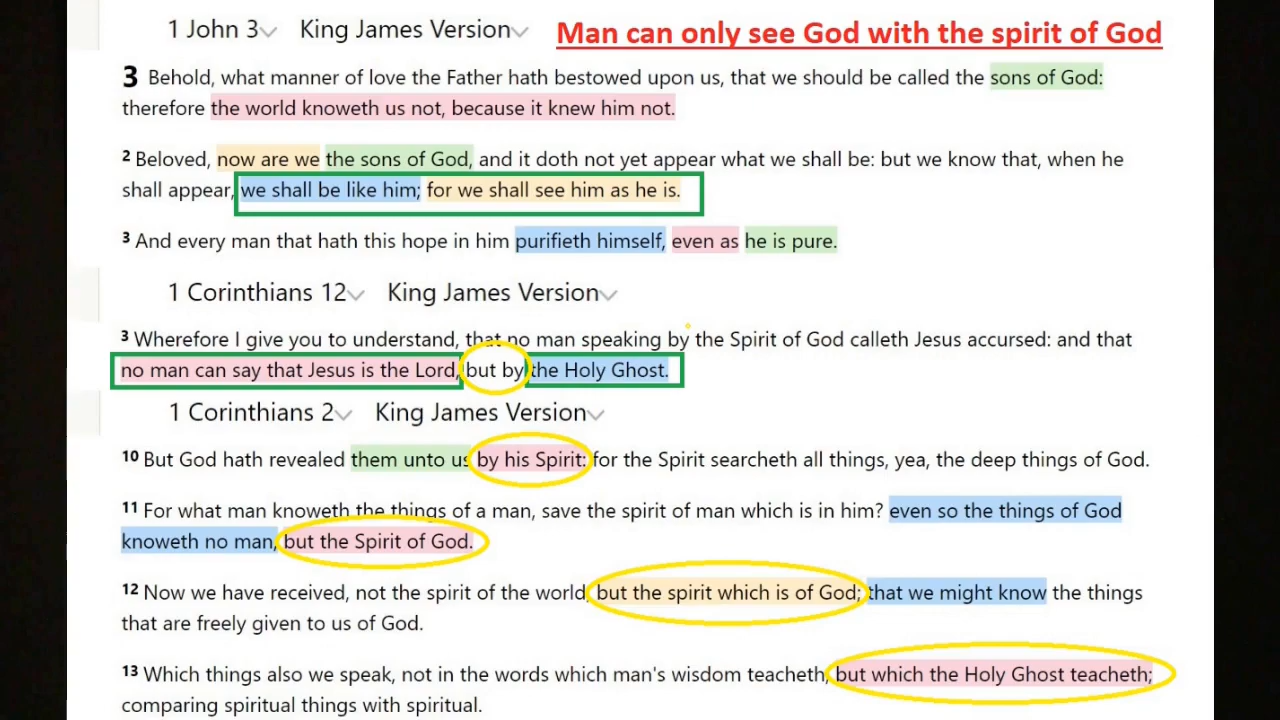 1 John 3 King James Version Man can only see God with the spirit of God
3 Behold, what manner of love the Father hath bestowed upon us, that we should be called the sons of God:
therefore the world knoweth us not, because it knew him not.
2 Beloved, now are we the sons of God, and it doth not yet appear what we shall be: but we know that, when he
shall appear, we shall be like him; for we shall see him as he is.
3 And every man that hath this hope in him purifieth himself, even as he is pure.
1 Corinthians 12 King James Version
3 Wherefore I give you to understand, that no man speaking by the Spirit of God calleth Jesus accursed: and that
no man can say that Jesus is the Lord, but by the Holy Ghost.
1 Corinthians 2 King James Version
10 But God hath revealed them unto us by his Spirit: for the Spirit searcheth all things, yea, the deep things of God.
11 For what man knoweth the things of a man, save the spirit of man which is in him? even so the things of God
knoweth no man, but the Spirit of God.
12 Now we have received, not the spirit of the world, but the spirit which is of God; that we might know the things
that are freely given to us of God.
13 Which things also we speak, not in the words which man's wisdom teacheth, but which the Holy Ghost teacheth;
comparing spiritual things with spiritual.